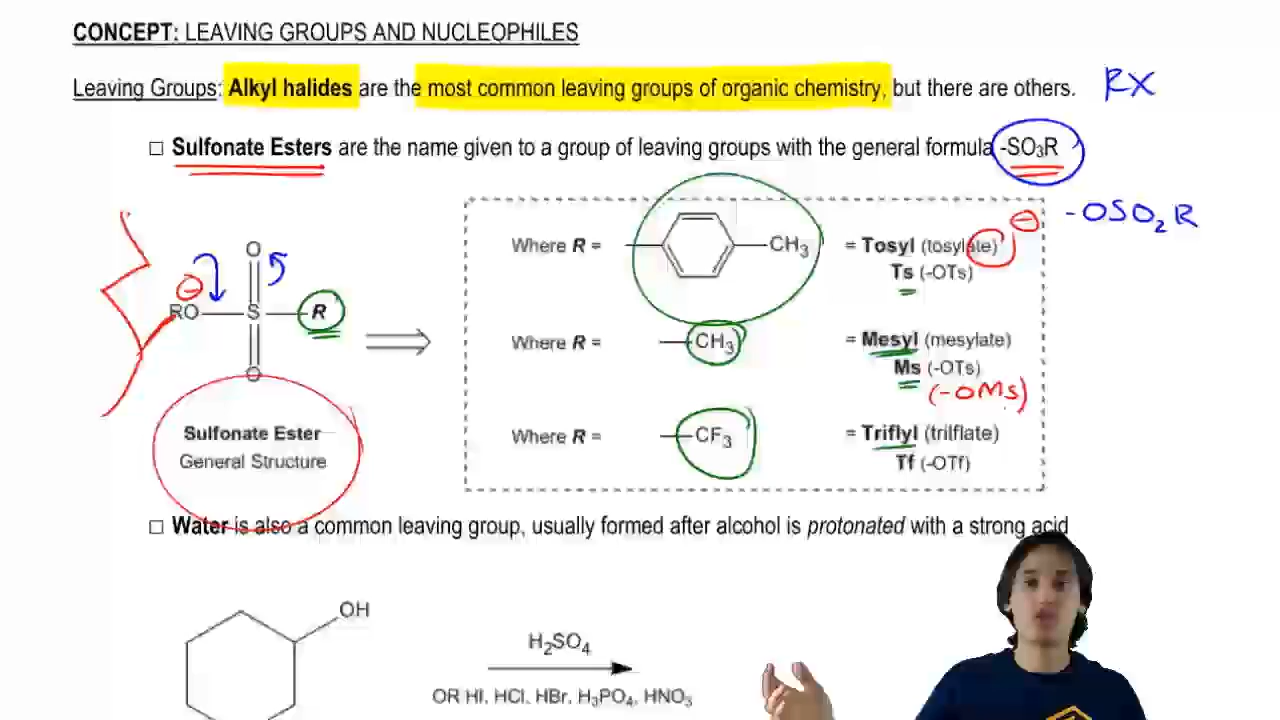 CONCEPT: LEAVING GROUPS AND NUCLEOPHILES
Leaving Groups: Alkyl halides are the most common leaving groups of organic chemistry, but there are others. RX
□ Sulfonate Esters are the name given to a group of leaving groups with the general formula -SO₃R
-OSO₂R
Where R = CH₃ = Tosyl (tosylate) ⊖
Ts (-OTs)
O
⊖
RO S R
O
Where R = CH₃ = Mesyl (mesylate)
Ms (-OTs)
(-OMs)
Sulfonate Ester
General Structure
Where R = CF₃ = Triflyl (trilflate)
Tf (-OTf)
□ Water is also a common leaving group, usually formed after alcohol is protonated with a strong acid
OH
H₂SO₄
OR HI, HCl, HBr, H₃PO₄, HNO₃